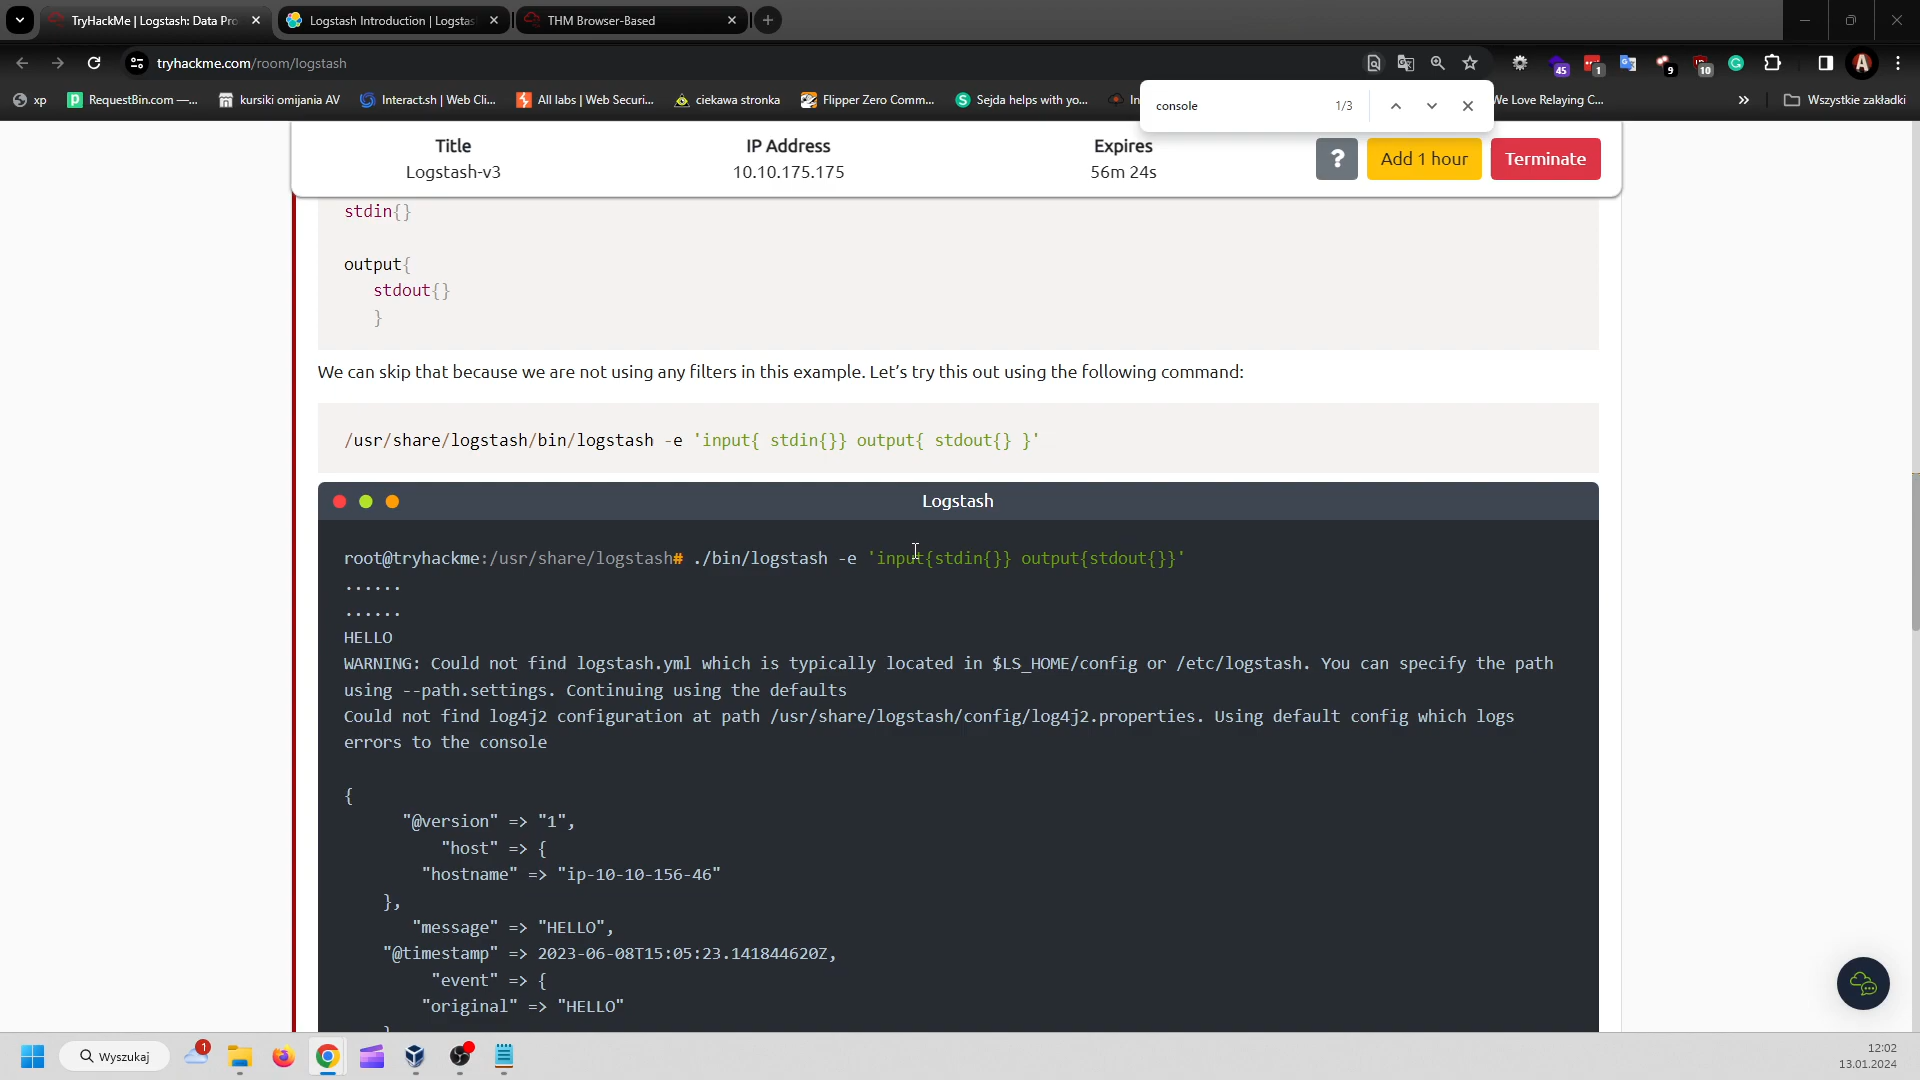 TryHackMe | Logstash: Data Pro
Logstash Introduction | Logstas
THM Browser-Based
tryhackme.com/room/logstash
45
1
9
10
A
xp
RequestBin.com —...
kursiki omijania AV
Interact.sh | Web Cli...
All labs | Web Securi...
ciekawa stronka
Flipper Zero Comm...
Sejda helps with yo...
In
We Love Relaying C...
»
Wszystkie zakładki
console
1/3
Title
Logstash-v3
IP Address
10.10.175.175
Expires
56m 24s
?
Add 1 hour
Terminate
stdin{}
output{
stdout{}
}
We can skip that because we are not using any filters in this example. Let's try this out using the following command:
/usr/share/logstash/bin/logstash -e 'input{ stdin{}} output{ stdout{} }'
Logstash
root@tryhackme:/usr/share/logstash# ./bin/logstash -e 'input{stdin{}} output{stdout{}}'
......
......
HELLO
WARNING: Could not find logstash.yml which is typically located in $LS_HOME/config or /etc/logstash. You can specify the path
using --path.settings. Continuing using the defaults
Could not find log4j2 configuration at path /usr/share/logstash/config/log4j2.properties. Using default config which logs
errors to the console
{
"@version" => "1",
"host" => {
"hostname" => "ip-10-10-156-46"
},
"message" => "HELLO",
"@timestamp" => 2023-06-08T15:05:23.141844620Z,
"event" => {
"original" => "HELLO"
}
1
Wyszukaj
12:02
13.01.2024